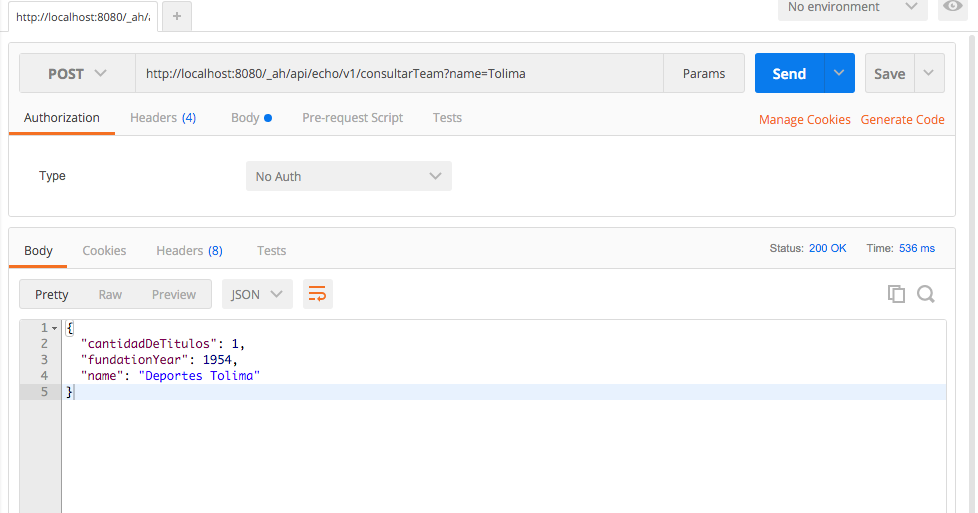 http://localhost:8080/_ah/a
+
No environment
POST
http://localhost:8080/_ah/api/echo/v1/consultarTeam?name=Tolima
Params
Send
Save
Authorization
Headers (4)
Body
Pre-request Script
Tests
Manage Cookies
Generate Code
Type
No Auth
Body
Cookies
Headers (8)
Tests
Status: 200 OK
Time: 536 ms
Pretty
Raw
Preview
JSON
1 {
2 "cantidadDeTitulos": 1,
3 "fundationYear": 1954,
4 "name": "Deportes Tolima"
5 }